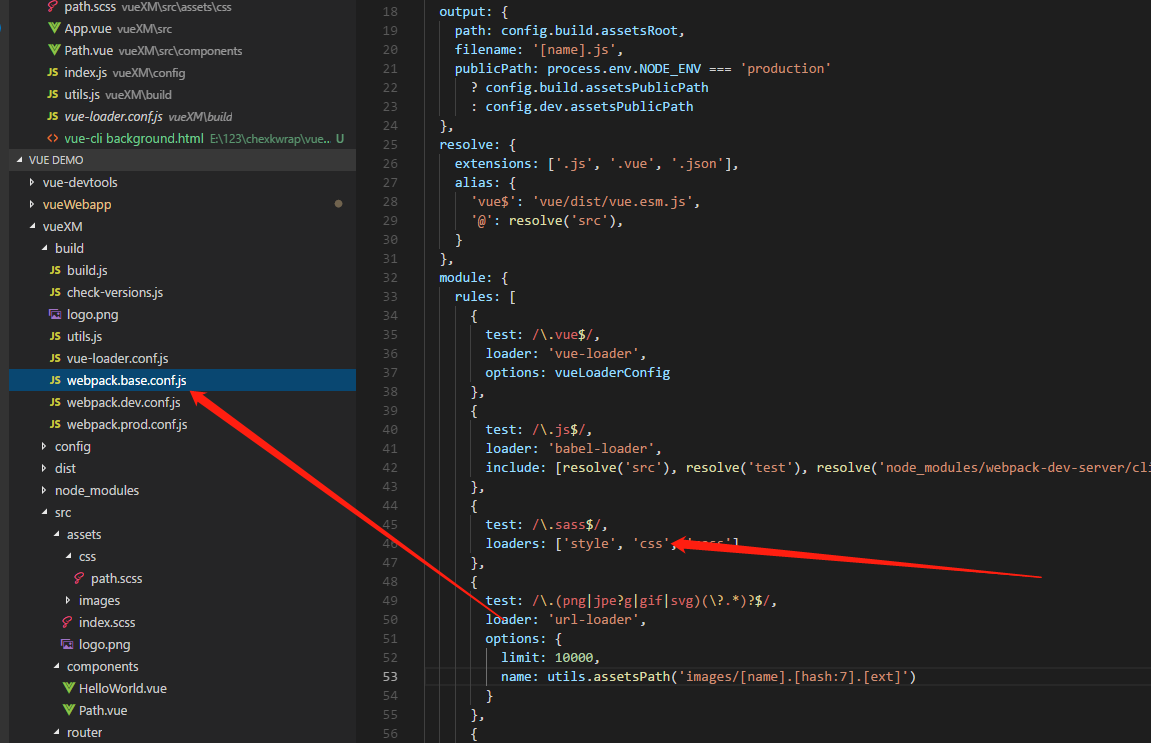 path.scss vueXM\src\assets\css
App.vue vueXM\src
Path.vue vueXM\src\components
JS index.js vueXM\config
JS utils.js vueXM\build
JS vue-loader.conf.js vueXM\build
<> vue-cli background.html E:\123\chexkwrap\vue... U
VUE DEMO
vue-devtools
vueWebapp
vueXM
build
JS build.js
JS check-versions.js
logo.png
JS utils.js
JS vue-loader.conf.js
JS webpack.base.conf.js
JS webpack.dev.conf.js
JS webpack.prod.conf.js
config
dist
node_modules
src
assets
css
path.scss
images
index.scss
logo.png
components
HelloWorld.vue
Path.vue
router
18 output: {
19 path: config.build.assetsRoot,
20 filename: '[name].js',
21 publicPath: process.env.NODE_ENV === 'production'
22 ? config.build.assetsPublicPath
23 : config.dev.assetsPublicPath
24 },
25 resolve: {
26 extensions: ['.js', '.vue', '.json'],
27 alias: {
28 'vue$': 'vue/dist/vue.esm.js',
29 '@': resolve('src'),
30 }
31 },
32 module: {
33 rules: [
34 {
35 test: /\.vue$/,
36 loader: 'vue-loader',
37 options: vueLoaderConfig
38 },
39 {
40 test: /\.js$/,
41 loader: 'babel-loader',
42 include: [resolve('src'), resolve('test'), resolve('node_modules/webpack-dev-server/cli
43 },
44 {
45 test: /\.sass$/,
46 loaders: ['style', 'css',
47 },
48 {
49 test: /\.(png|jpe?g|gif|svg)(\?.*)?$/,
50 loader: 'url-loader',
51 options: {
52 limit: 10000,
53 name: utils.assetsPath('images/[name].[hash:7].[ext]')
54 }
55 },
56 {